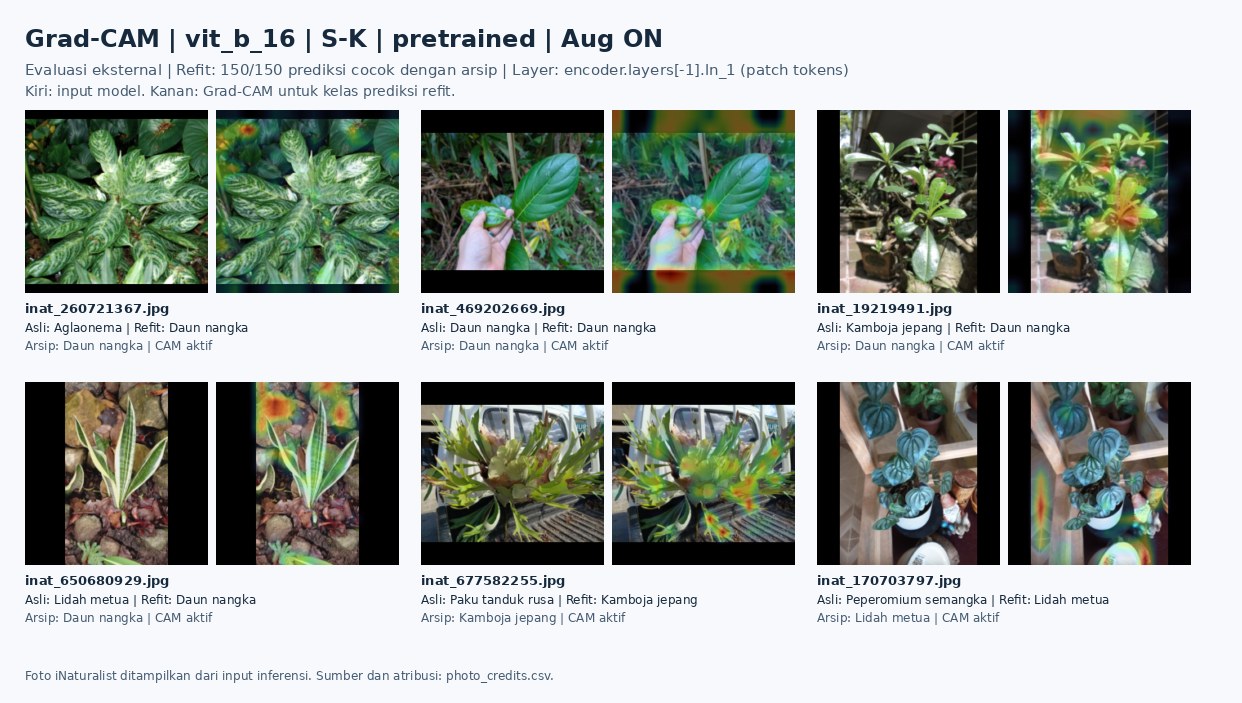 Grad-CAM | vit_b_16 | S-K | pretrained | Aug ON
Evaluasi eksternal | Refit: 150/150 prediksi cocok dengan arsip | Layer: encoder.layers[-1].ln_1 (patch tokens)
Kiri: input model. Kanan: Grad-CAM untuk kelas prediksi refit.
inat_260721367.jpg
Asli: Aglaonema | Refit: Daun nangka
Arsip: Daun nangka | CAM aktif
inat_469202669.jpg
Asli: Daun nangka | Refit: Daun nangka
Arsip: Daun nangka | CAM aktif
inat_19219491.jpg
Asli: Kamboja jepang | Refit: Daun nangka
Arsip: Daun nangka | CAM aktif
inat_650680929.jpg
Asli: Lidah metua | Refit: Daun nangka
Arsip: Daun nangka | CAM aktif
inat_677582255.jpg
Asli: Paku tanduk rusa | Refit: Kamboja jepang
Arsip: Kamboja jepang | CAM aktif
inat_170703797.jpg
Asli: Peperomium semangka | Refit: Lidah metua
Arsip: Lidah metua | CAM aktif
Foto iNaturalist ditampilkan dari input inferensi. Sumber dan atribusi: photo_credits.csv.